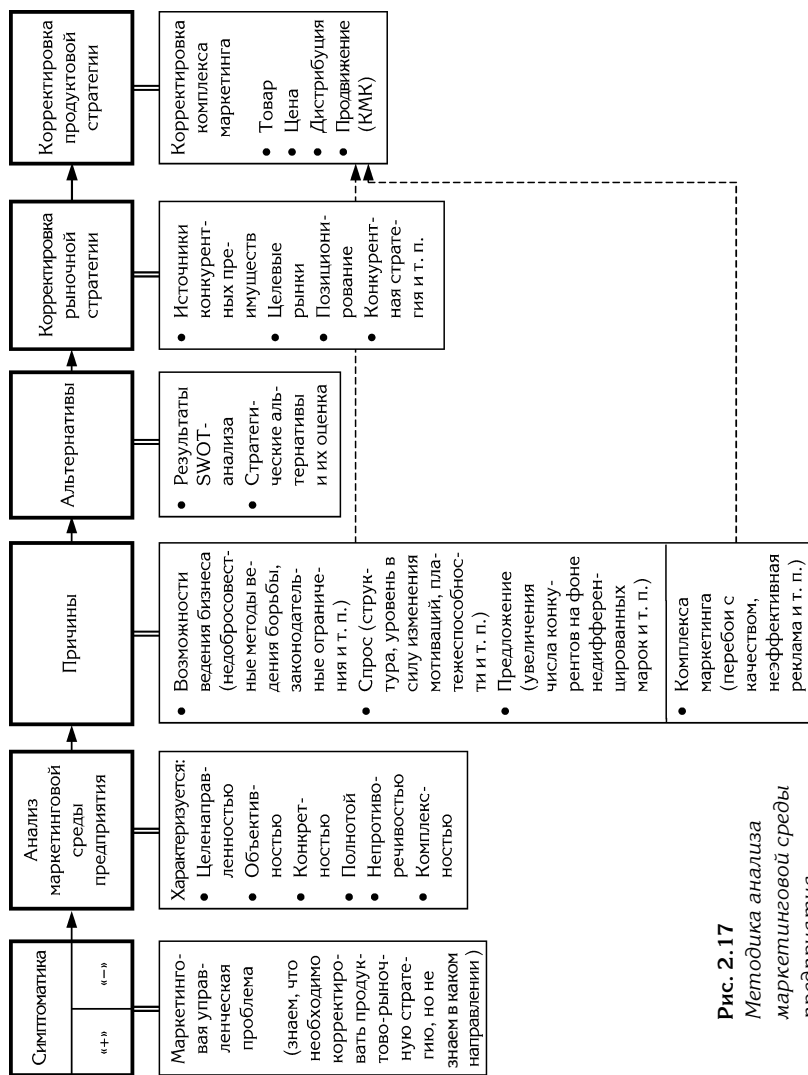 Симптоматика
«+»
«−»
Маркетинго-
вая управ-
ленческая
проблема
(знаем, что
необходимо
корректиро-
вать продук-
тово-рыноч-
ную страте-
гию, но не
знаем в каком
направлении )
Анализ
маркетинговой
среды
предприятия
Характеризуется:
• Целенаправ-
ленностью
• Объектив-
ностью
• Конкрет-
ностью
• Полнотой
• Непротиво-
речивостью
• Комплекс-
ностью
Причины
• Возможности
ведения бизнеса
(недобросовест-
ные методы ве-
дения борьбы,
законодатель-
ные ограниче-
ния и т. п.)
• Спрос (струк-
тура, уровень в
силу изменения
мотиваций, пла-
тежеспособнос-
ти и т. п.)
• Предложение
(увеличения
числа конку-
рентов на фоне
недифферен-
цированных
марок и т. п.)
• Комплекса
маркетинга
(перебои с
качеством,
неэффективная
реклама и т. п.)
Альтернативы
• Результаты
SWOT-
анализа
• Стратеги-
ческие аль-
тернативы
и их оценка
Корректировка
рыночной
стратегии
• Источники
конкурент-
ных пре-
имуществ
• Целевые
рынки
• Позициони-
рование
• Конкурент-
ная страте-
гия и т. п.
Корректировка
продуктовой
стратегии
Корректировка
комплекса
маркетинга
• Товар
• Цена
• Дистрибуция
• Продвижение
(КМК)
Рис. 2.17
Методика анализа
маркетинговой среды
предприятия